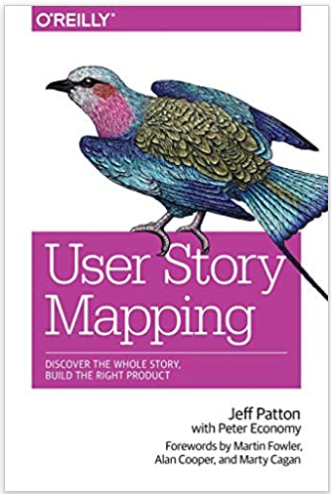 O'REILLY®
User Story
Mapping
DISCOVER THE WHOLE STORY,
BUILD THE RIGHT PRODUCT
Jeff Patton
with Peter Economy
Forewords by Martin Fowler,
Alan Cooper, and Marty Cagan